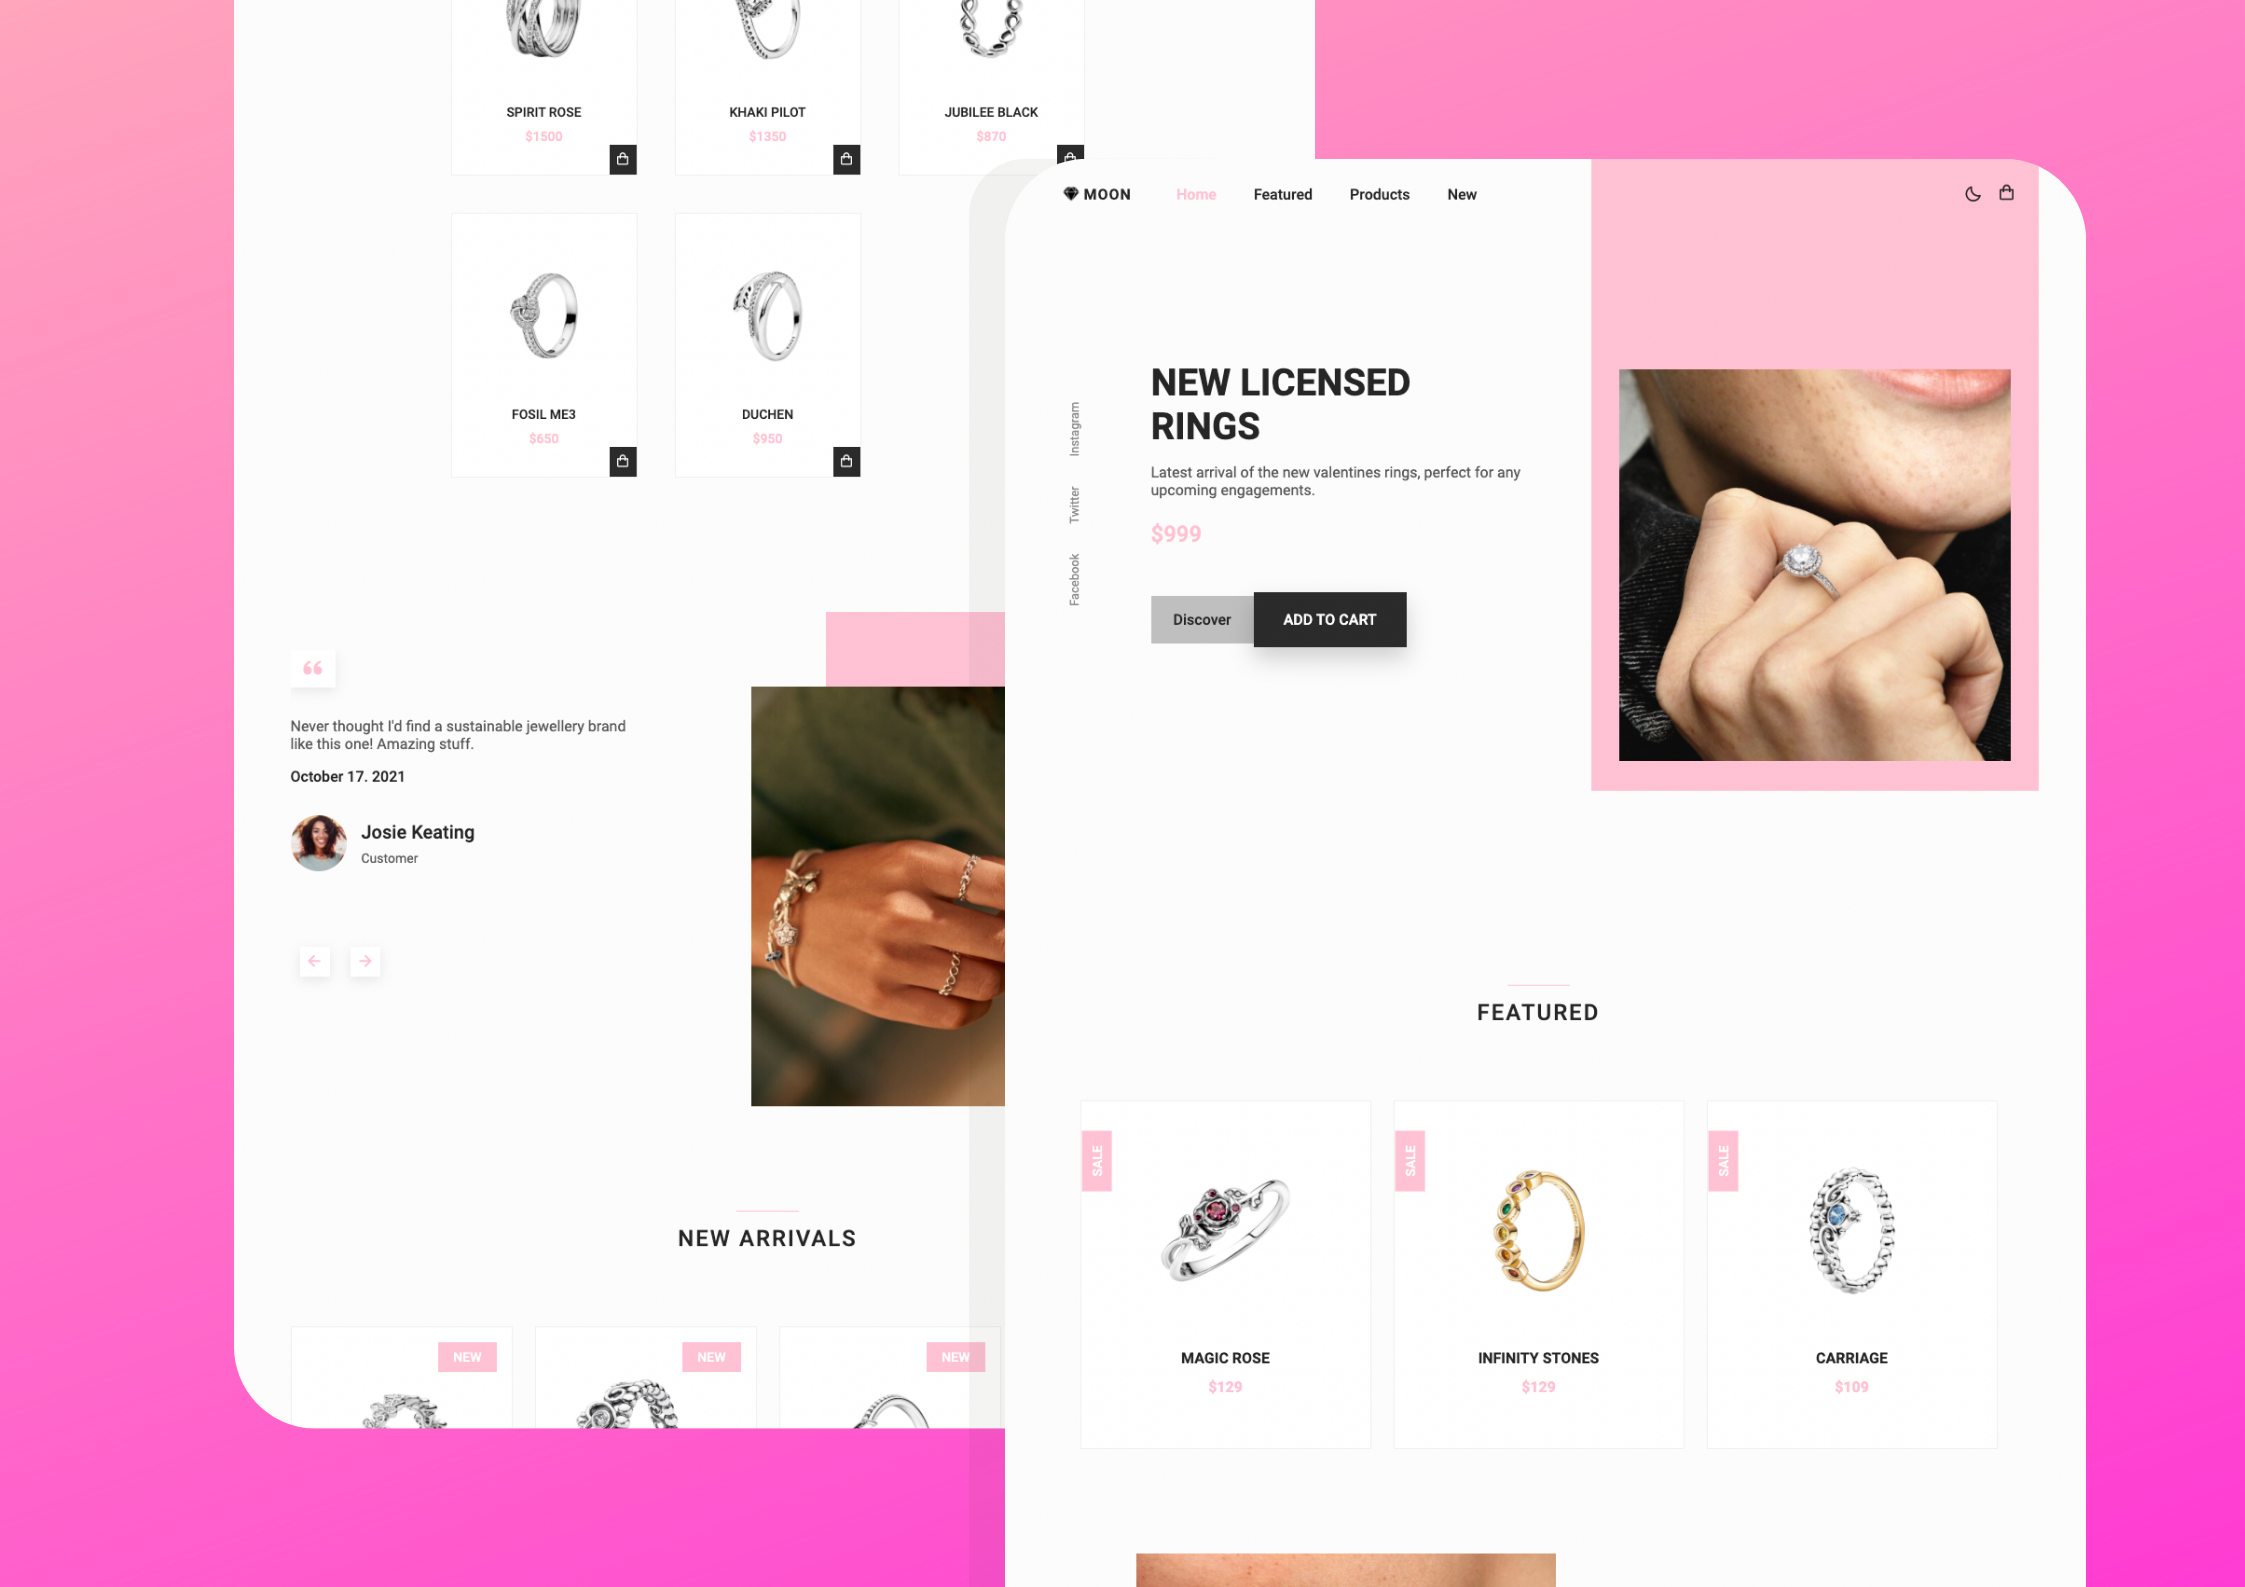 SPIRIT ROSE
$1500
KHAKI PILOT
$1350
JUBILEE BLACK
$870
FOSIL ME3
$650
DUCHEN
$950
Never thought I'd find a sustainable jewellery brand
like this one! Amazing stuff.
October 17. 2021
Josie Keating
Customer
NEW ARRIVALS
NEW
NEW
NEW
MOON
Home
Featured
Products
New
Instagram
Twitter
Facebook
NEW LICENSED
RINGS
Latest arrival of the new valentines rings, perfect for any
upcoming engagements.
$999
Discover
ADD TO CART
FEATURED
SALE
MAGIC ROSE
$129
SALE
INFINITY STONES
$129
SALE
CARRIAGE
$109